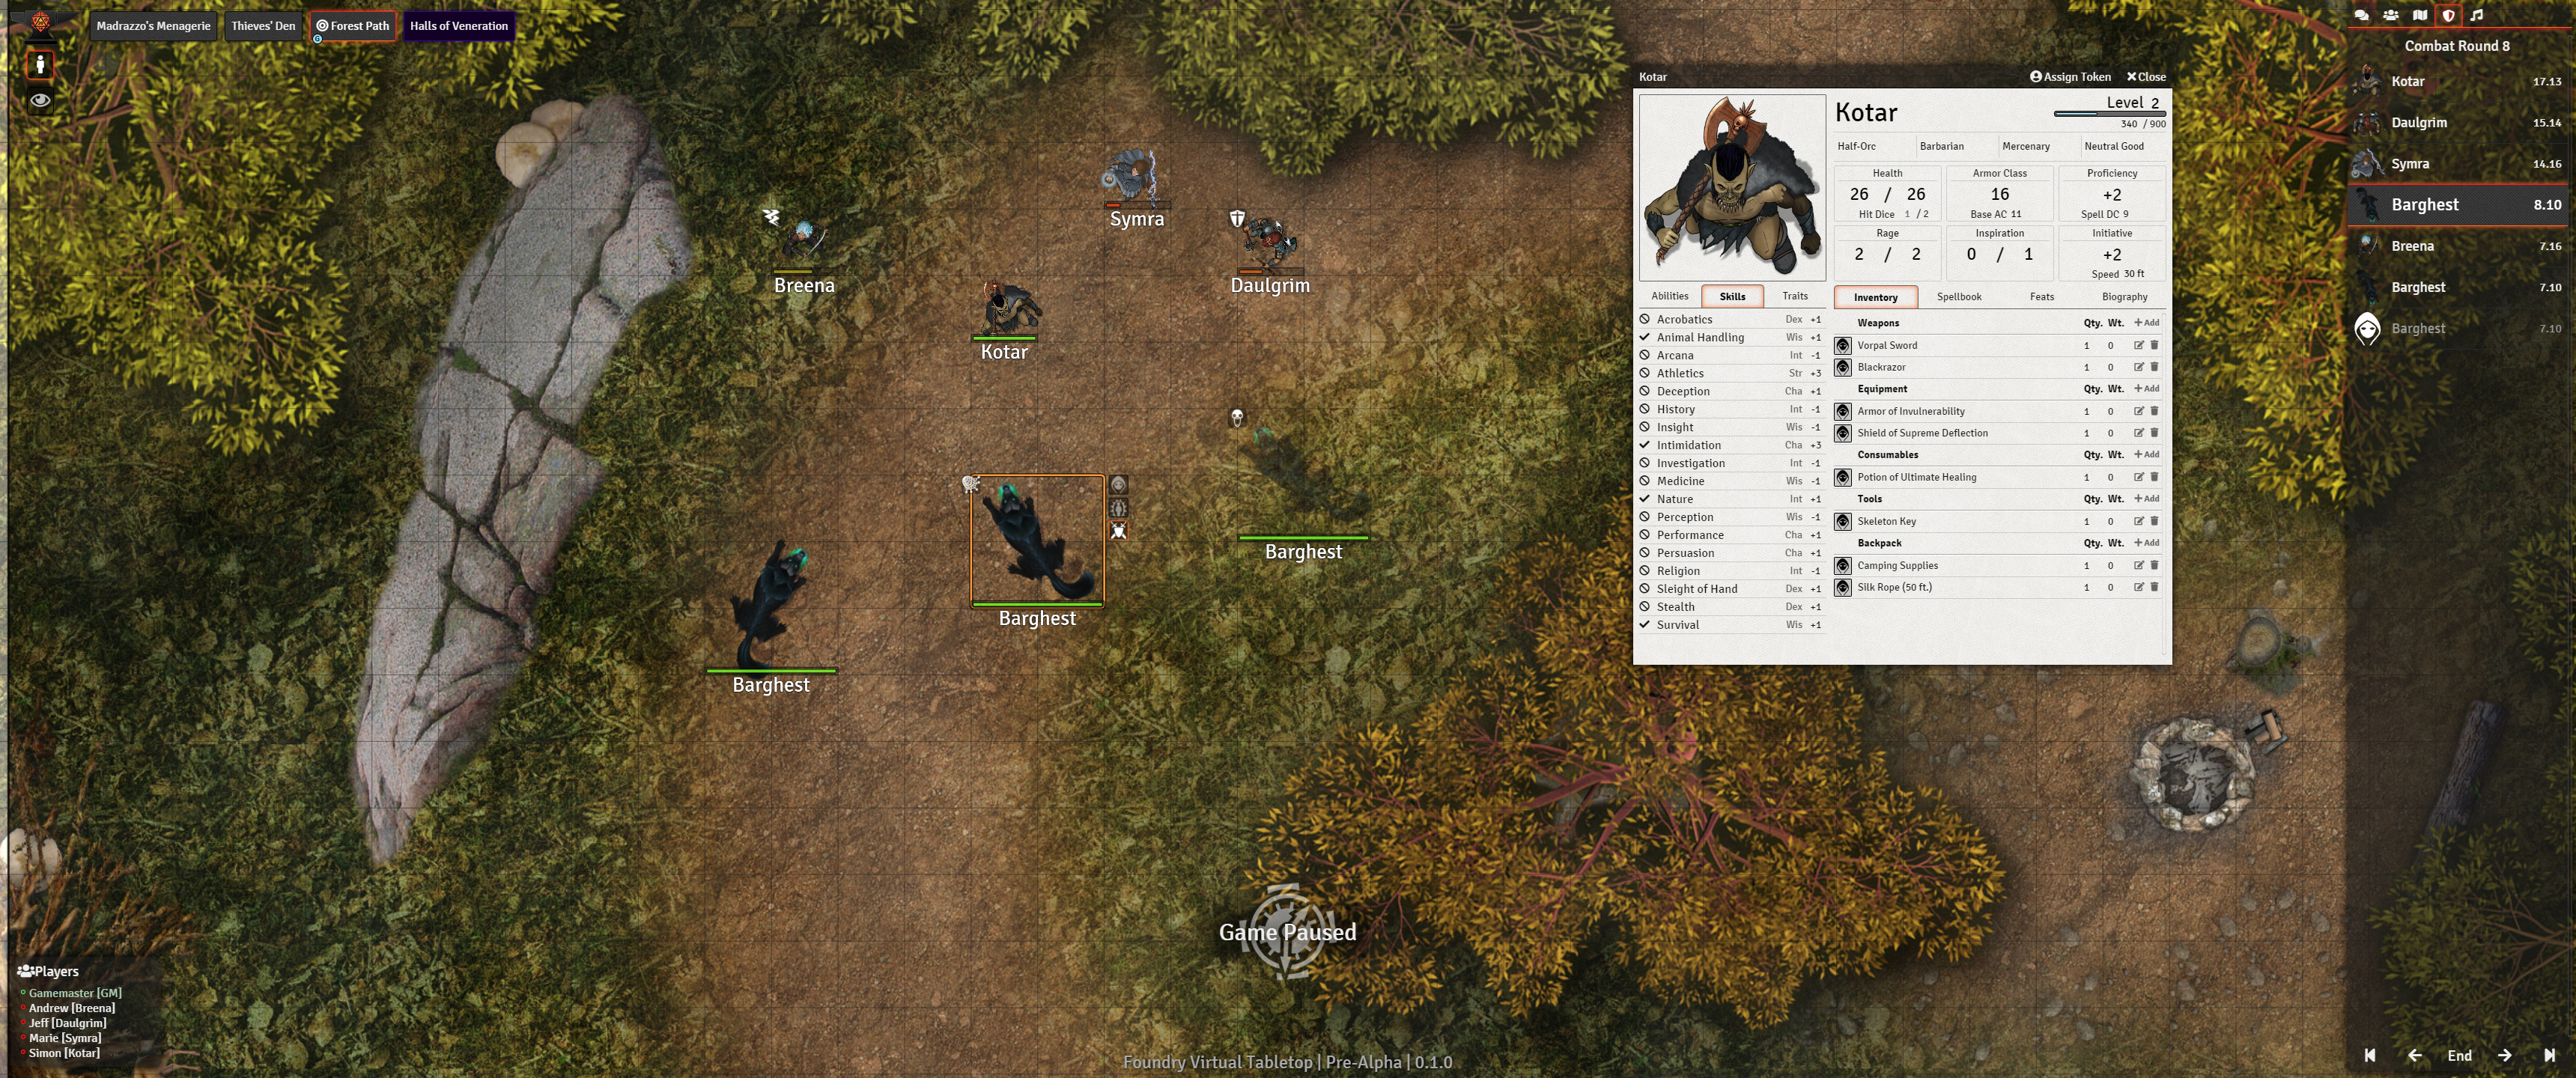 Madrazzo's Menagerie
Thieves' Den
Forest Path
G
Halls of Veneration
Symra
Breena
Daulgrim
Kotar
Barghest
Barghest
Barghest
Game Paused
Players
Gamemaster [GM]
Andrew [Breena]
Jeff [Daulgrim]
Marie [Symra]
Simon [Kotar]
Foundry Virtual Tabletop | Pre-Alpha | 0.1.0
Kotar Assign Token Close
Kotar
Level 2
340 / 900
Half-Orc Barbarian Mercenary Neutral Good
Health Armor Class Proficiency
26 / 26 16 +2
Hit Dice 1 / 2 Base AC 11 Spell DC 9
Rage Inspiration Initiative
2 / 2 0 / 1 +2
Speed 30 ft
Abilities Skills Traits
Acrobatics Dex +1
Animal Handling Wis +1
Arcana Int -1
Athletics Str +3
Deception Cha +1
History Int -1
Insight Wis -1
Intimidation Cha +3
Investigation Int -1
Medicine Wis -1
Nature Int +1
Perception Wis -1
Performance Cha +1
Persuasion Cha +1
Religion Int -1
Sleight of Hand Dex +1
Stealth Dex +1
Survival Wis +1
Inventory Spellbook Feats Biography
Weapons Qty. Wt. + Add
Vorpal Sword 1 0
Blackrazor 1 0
Equipment Qty. Wt. + Add
Armor of Invulnerability 1 0
Shield of Supreme Deflection 1 0
Consumables Qty. Wt. + Add
Potion of Ultimate Healing 1 0
Tools Qty. Wt. + Add
Skeleton Key 1 0
Backpack Qty. Wt. + Add
Camping Supplies 1 0
Silk Rope (50 ft.) 1 0
Combat Round 8
Kotar 17.13
Daulgrim 15.14
Symra 14.16
Barghest 8.10
Breena 7.16
Barghest 7.10
Barghest 7.10
End